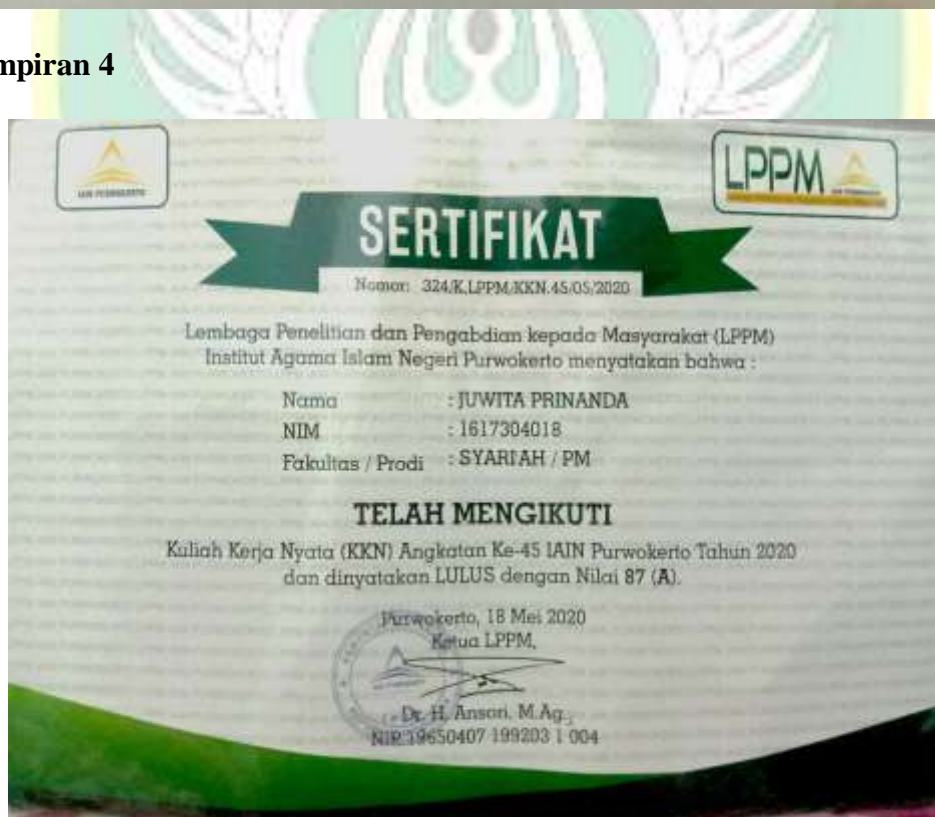 mpiran 4
IAIN PURWOKERTO
LPPM
SERTIFIKAT
Nomor: 324/K.LPPM/KKN.45/05/2020
Lembaga Penelitian dan Pengabdian kepada Masyarakat (LPPM)
Institut Agama Islam Negeri Purwokerto menyatakan bahwa :
Nama : JUWITA PRINANDA
NIM : 1617304018
Fakultas / Prodi : SYARIAH / PM
TELAH MENGIKUTI
Kuliah Kerja Nyata (KKN) Angkatan Ke-45 IAIN Purwokerto Tahun 2020
dan dinyatakan LULUS dengan Nilai 87 (A).
Purwokerto, 18 Mei 2020
Ketua LPPM,
Dr. H. Ansori, M.Ag.,
NIP.19650407 199203 1 004